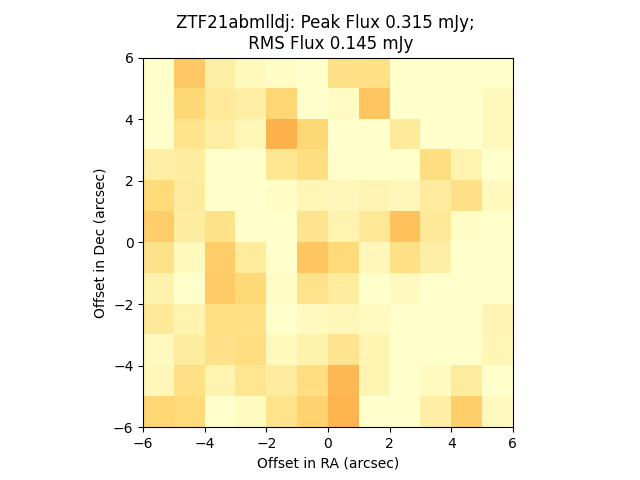 ZTF21abmlldj: Peak Flux 0.315 mJy;
RMS Flux 0.145 mJy
6
4
2
0
−2
−4
−6
Offset in Dec (arcsec)
−6 −4 −2 0 2 4 6
Offset in RA (arcsec)